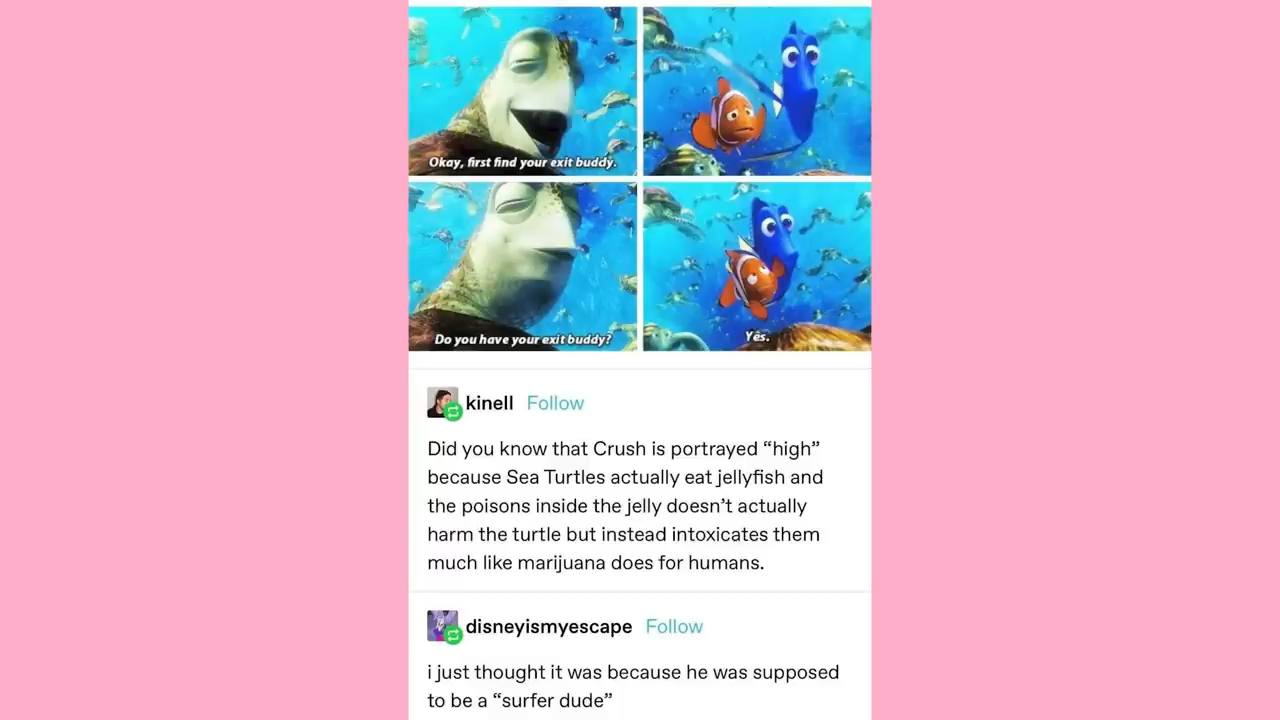 Okay, first find your exit buddy.
Do you have your exit buddy?
Yes.
kinell Follow
Did you know that Crush is portrayed “high”
because Sea Turtles actually eat jellyfish and
the poisons inside the jelly doesn’t actually
harm the turtle but instead intoxicates them
much like marijuana does for humans.
disneyismyescape Follow
i just thought it was because he was supposed
to be a “surfer dude”